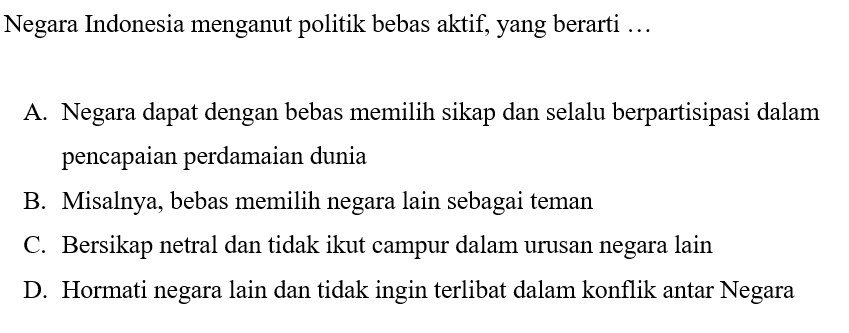 Negara Indonesia menganut politik bebas aktif, yang berarti …
A. Negara dapat dengan bebas memilih sikap dan selalu berpartisipasi dalam
pencapaian perdamaian dunia
B. Misalnya, bebas memilih negara lain sebagai teman
C. Bersikap netral dan tidak ikut campur dalam urusan negara lain
D. Hormati negara lain dan tidak ingin terlibat dalam konflik antar Negara